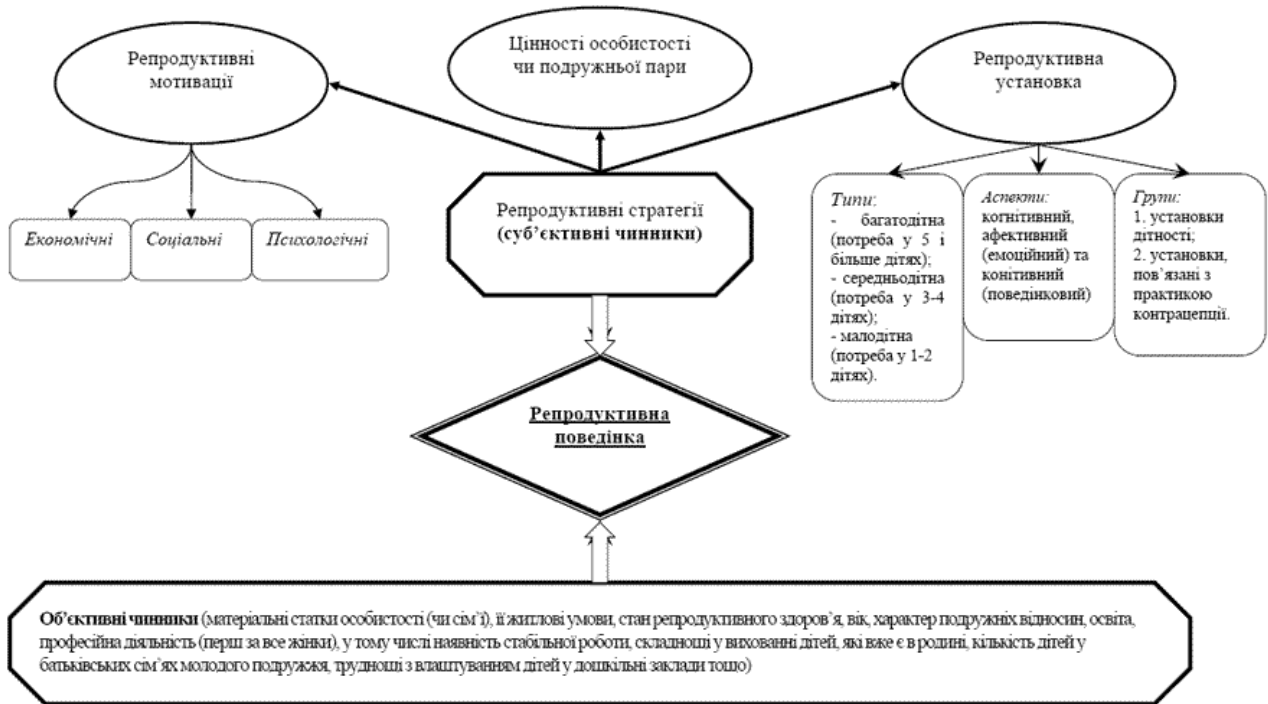 Репродуктивні
мотивації
Цінності особистості
чи подружньої пари
Репродуктивна
установка
Економічні
Соціальні
Психологічні
Репродуктивні стратегії
(суб’єктивні чинники)
Типи:
- багатодітна
(потреба у 5 і
більше дітях);
- середньодітна
(потреба у 3-4
дітях);
- малодітна
(потреба у 1-2
дітях).
Аспекти:
когнітивний,
афективний
(емоційний) та
конітивний
(поведінковий)
Групи:
1. установки
дітності;
2. установки,
пов’язані з
практикою
контрацепції.
Репродуктивна
поведінка
Об’єктивні чинники (матеріальні статки особистості (чи сім’ї), її житлові умови, стан репродуктивного здоров’я, вік, характер подружніх відносин, освіта,
професійна діяльність (перш за все жінки), у тому числі наявність стабільної роботи, складноші у вихованні дітей, які вже є в родині, кількість дітей у
батьківських сім’ях молодого подружжя, труднощі з влаштуванням дітей у дошкільні заклади тощо)